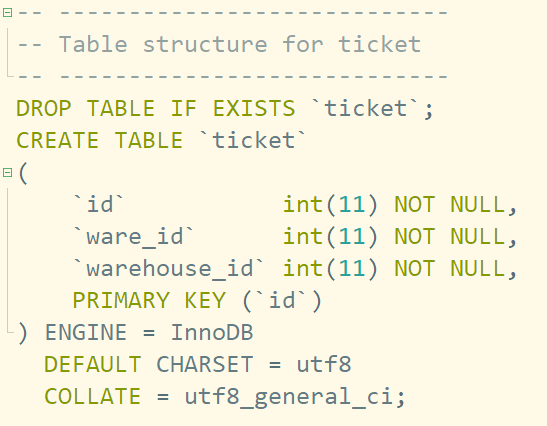 -- ----------------------------
-- Table structure for ticket
-- ----------------------------
DROP TABLE IF EXISTS `ticket`;
CREATE TABLE `ticket`
(
    `id`           int(11) NOT NULL,
    `ware_id`      int(11) NOT NULL,
    `warehouse_id` int(11) NOT NULL,
    PRIMARY KEY (`id`)
) ENGINE = InnoDB
  DEFAULT CHARSET = utf8
  COLLATE = utf8_general_ci;